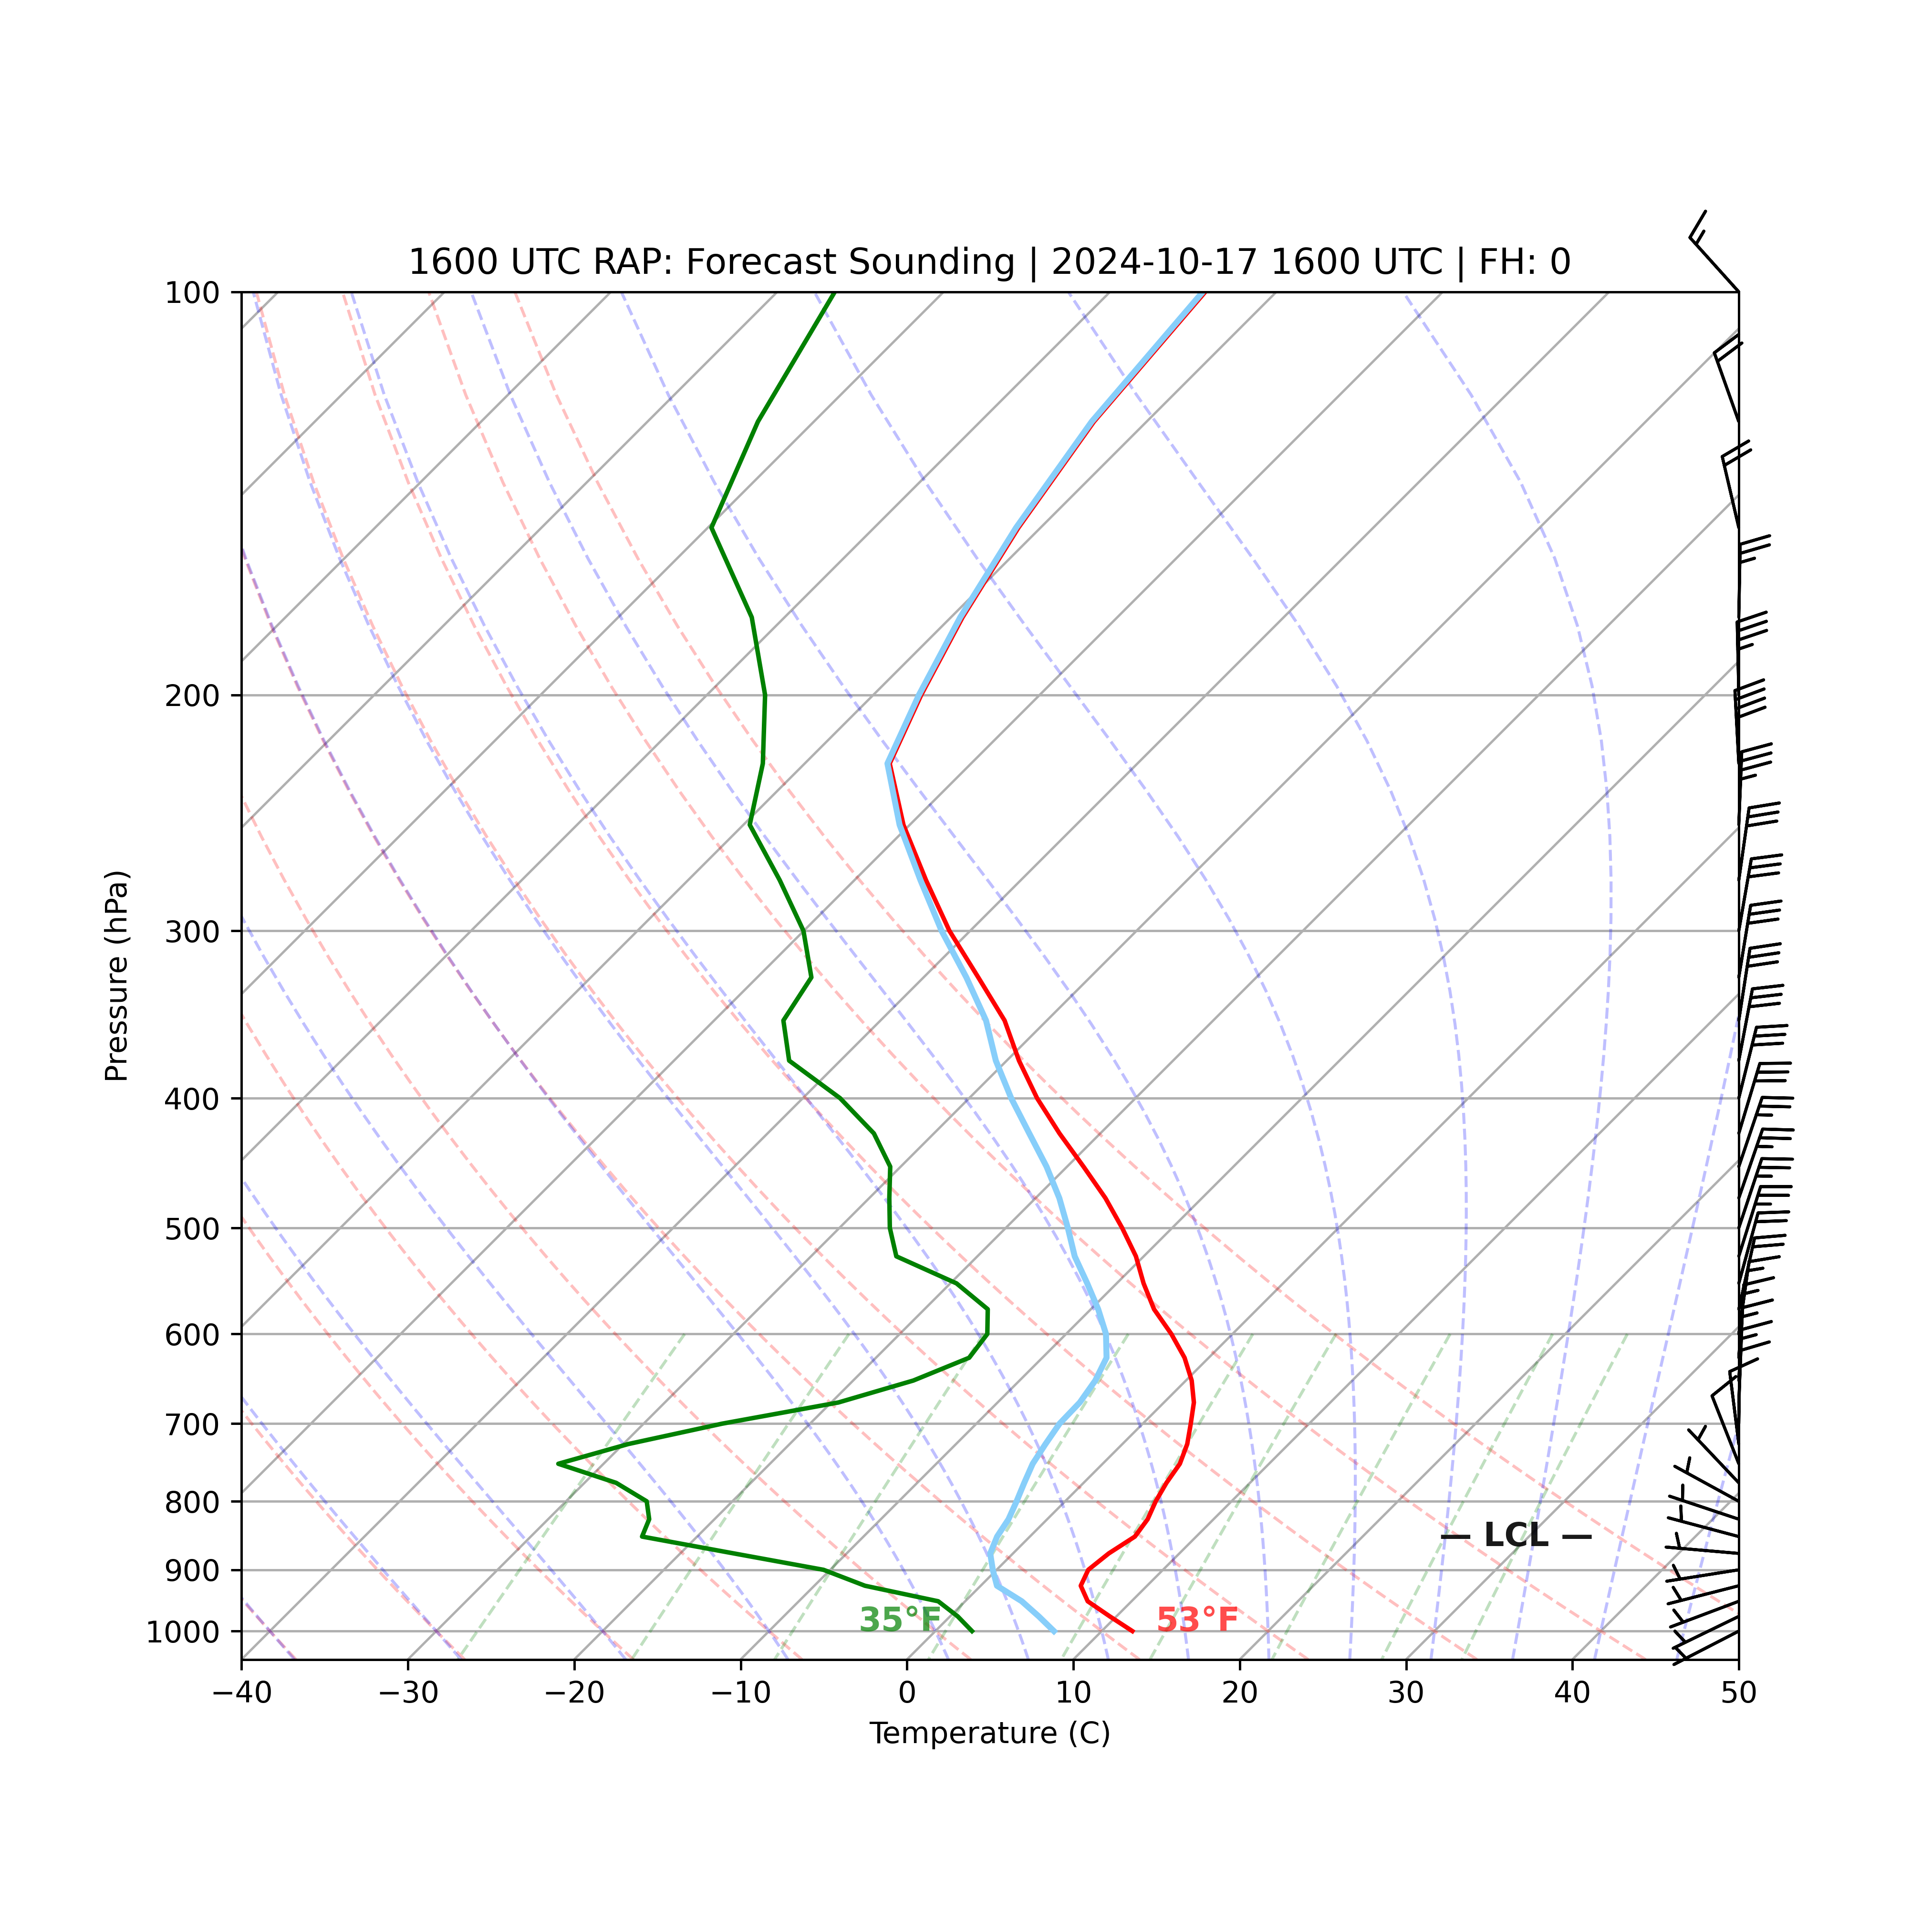 1600 UTC RAP: Forecast Sounding | 2024-10-17 1600 UTC | FH: 0
100
200
300
400
500
600
700
800
900
1000
Pressure (hPa)
— LCL —
35°F
53°F
−40 −30 −20 −10 0 10 20 30 40 50
Temperature (C)